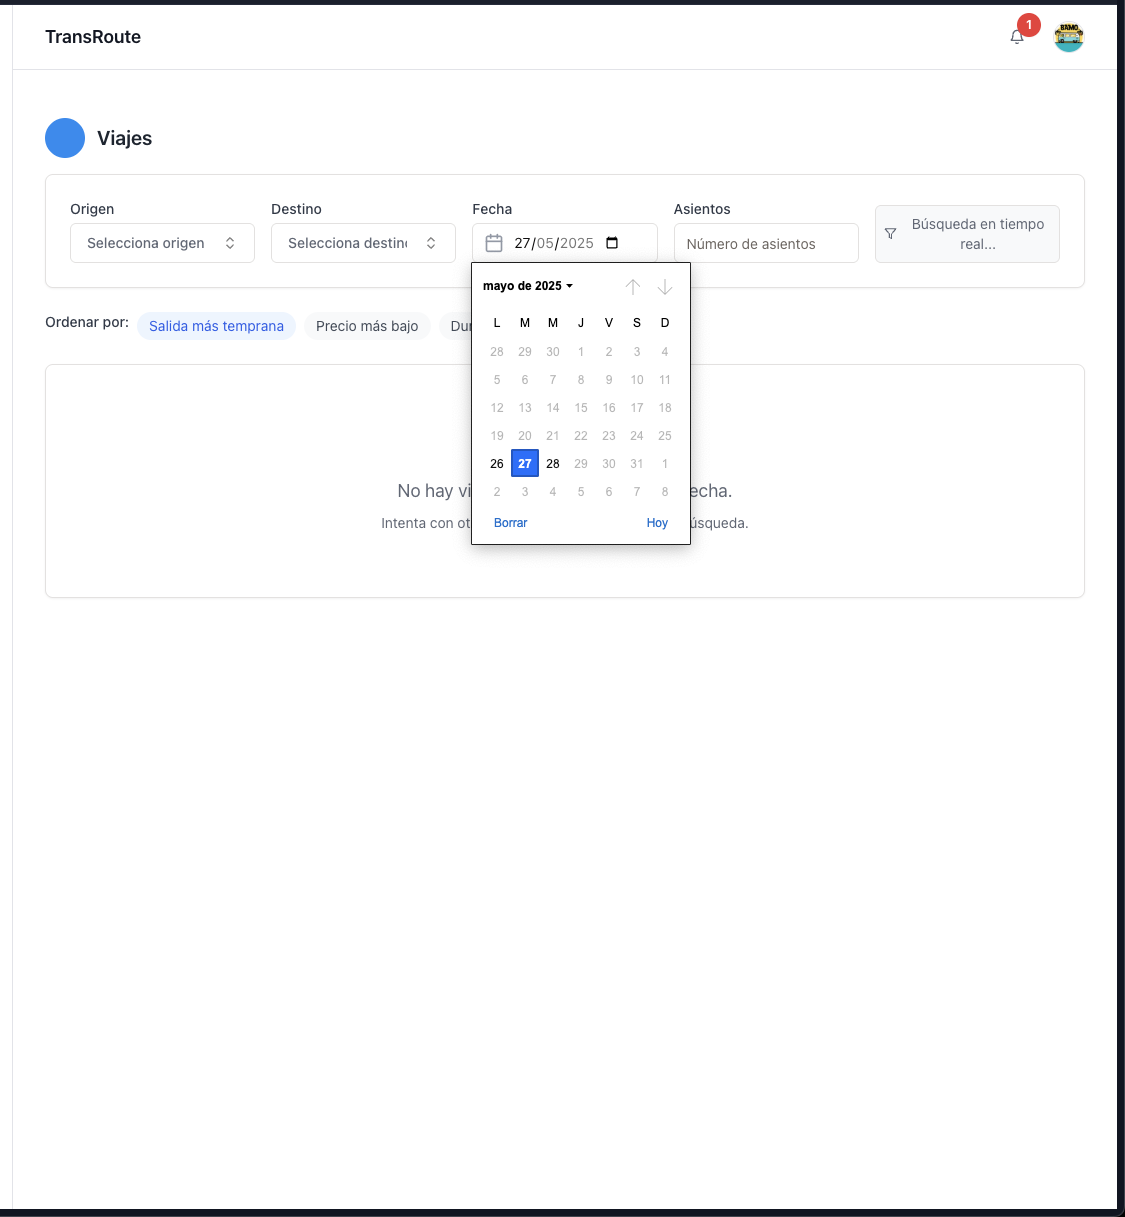 TransRoute
1
BAMO
Viajes
Origen
Destino
Fecha
Asientos
Selecciona origen
Selecciona destin
27/05/2025
Número de asientos
Búsqueda en tiempo
real...
mayo de 2025
L M M J V S D
28 29 30 1 2 3 4
5 6 7 8 9 10 11
12 13 14 15 16 17 18
19 20 21 22 23 24 25
26 27 28 29 30 31 1
2 3 4 5 6 7 8
Borrar Hoy
Ordenar por:
Salida más temprana
Precio más bajo
Du
No hay vi
echa.
Intenta con ot
úsqueda.